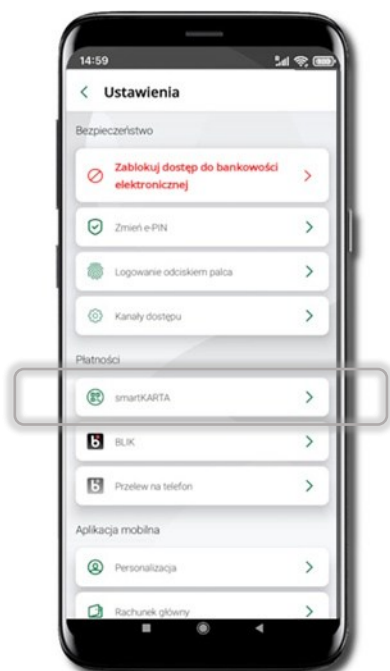 14:59
Ustawienia
Bezpieczeństwo
Zablokuj dostęp do bankowości
elektronicznej
Zmień e-PIN
Logowanie odciskiem palca
Kanały dostępu
Płatności
smartKARTA
BLIK
Przelew na telefon
Aplikacja mobilna
Personalizacja
Rachunek główny